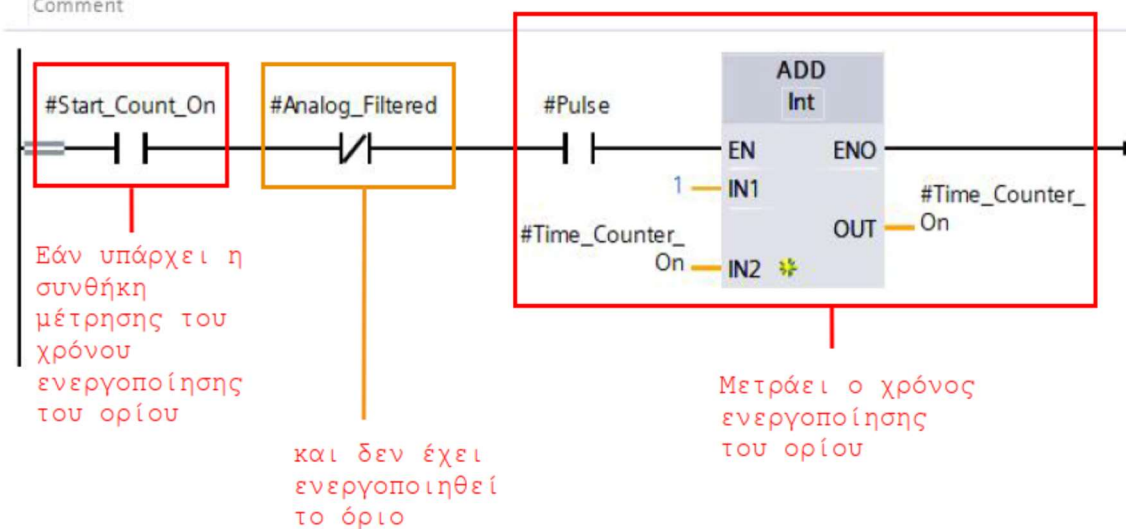 Comment
#Start_Count_On
#Analog_Filtered
#Pulse
ADD
Int
EN
ENO
1
IN1
#Time_Counter_
On
IN2
OUT
#Time_Counter_
On
Εάν υπάρχει η
συνθήκη
μέτρησης του
χρόνου
ενεργοποίησης
του ορίου
και δεν έχει
ενεργοποιηθεί
το όριο
Μετράει ο χρόνος
ενεργοποίησης
του ορίου